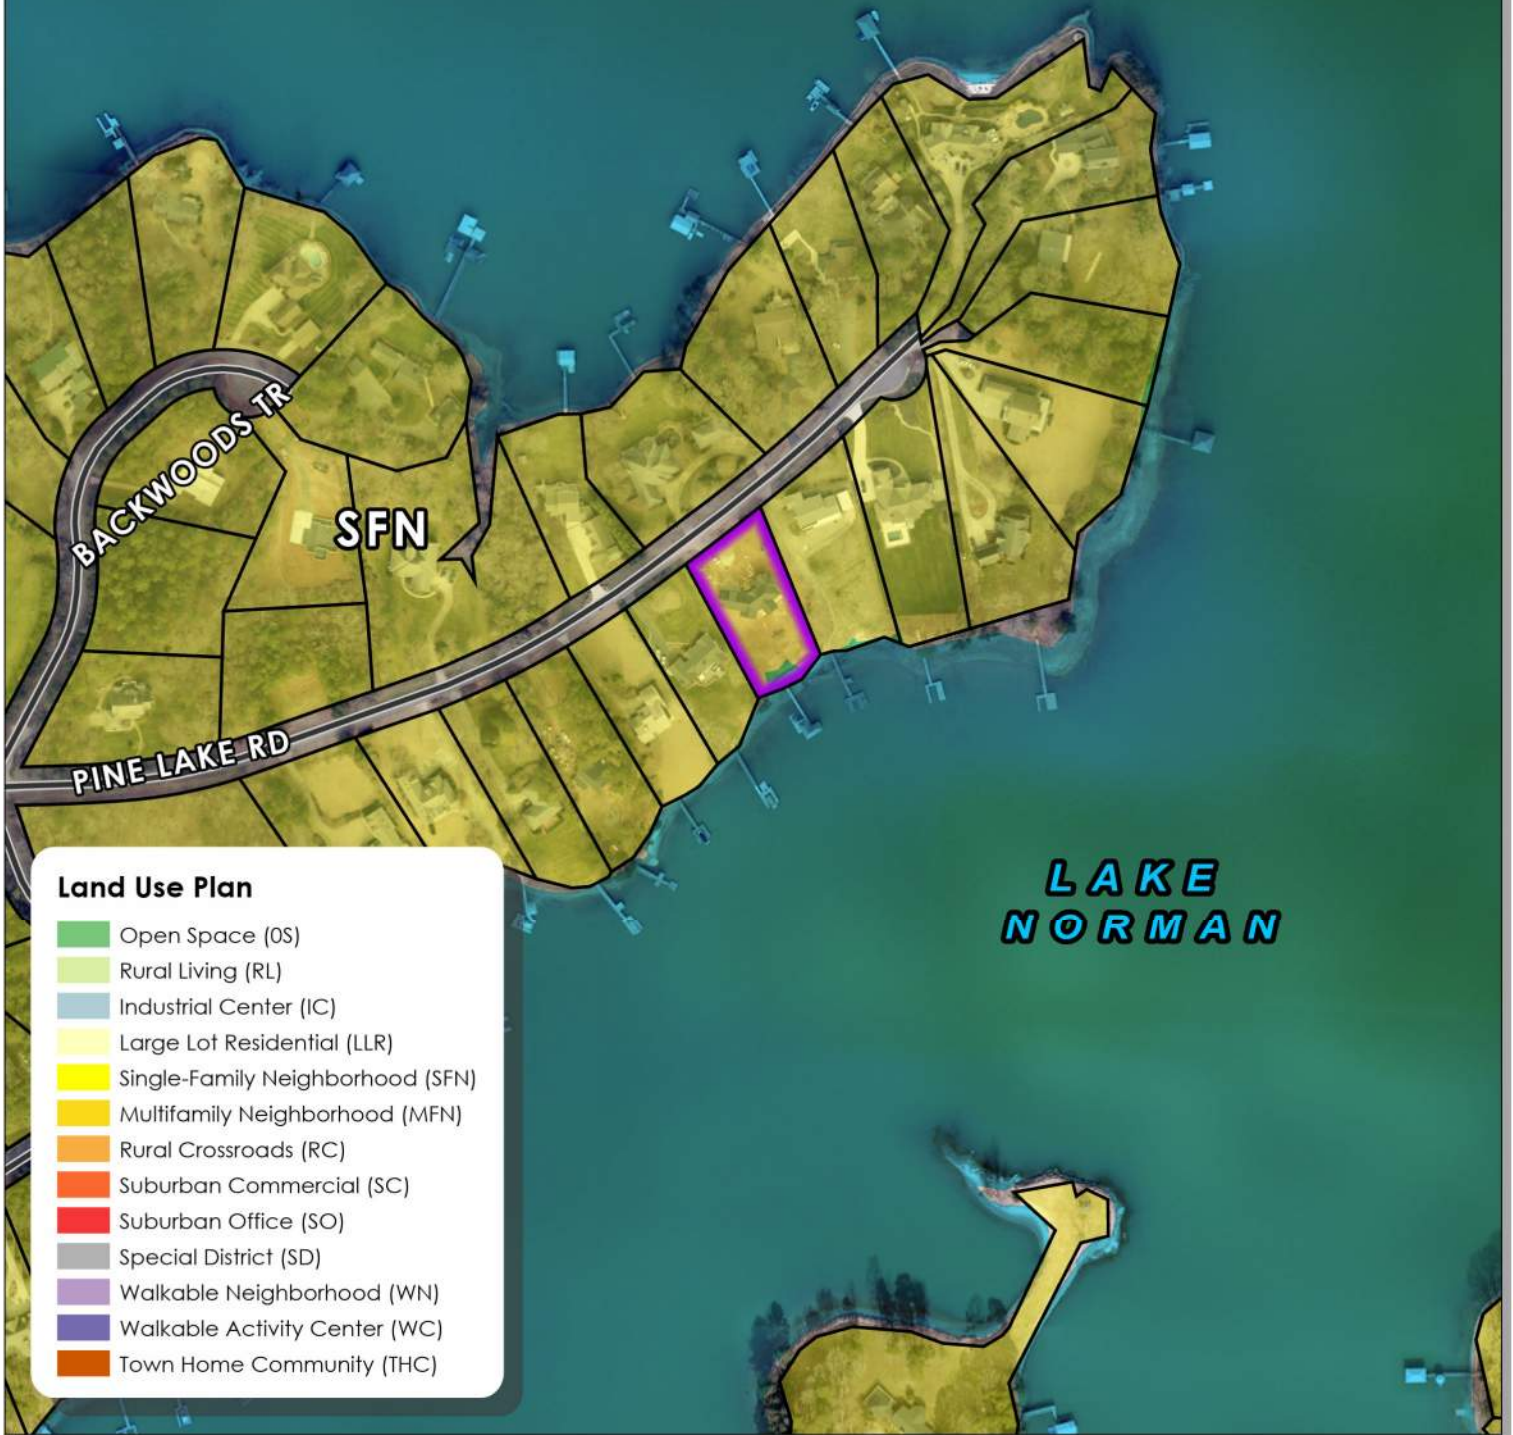 BACKWOODS TR
SFN
PINE LAKE RD
LAKE
NORMAN
Land Use Plan
Open Space (0S)
Rural Living (RL)
Industrial Center (IC)
Large Lot Residential (LLR)
Single-Family Neighborhood (SFN)
Multifamily Neighborhood (MFN)
Rural Crossroads (RC)
Suburban Commercial (SC)
Suburban Office (SO)
Special District (SD)
Walkable Neighborhood (WN)
Walkable Activity Center (WC)
Town Home Community (THC)